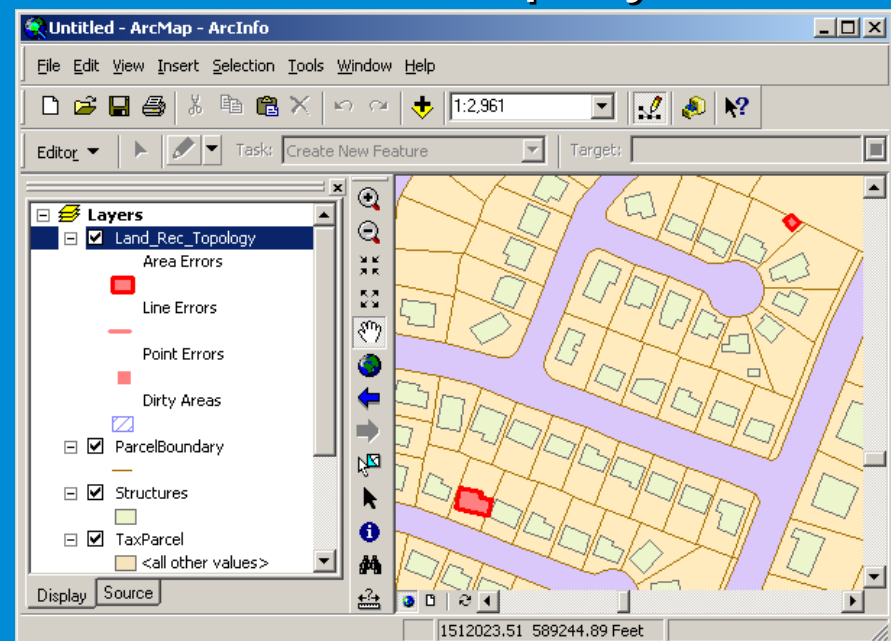 Untitled - ArcMap - ArcInfo
File Edit View Insert Selection Tools Window Help
1:2,961
Editor Task: Create New Feature Target:
Layers
Land_Rec_Topology
Area Errors
Line Errors
Point Errors
Dirty Areas
ParcelBoundary
Structures
TaxParcel
<all other values>
Display Source
1512023.51 589244.89 Feet